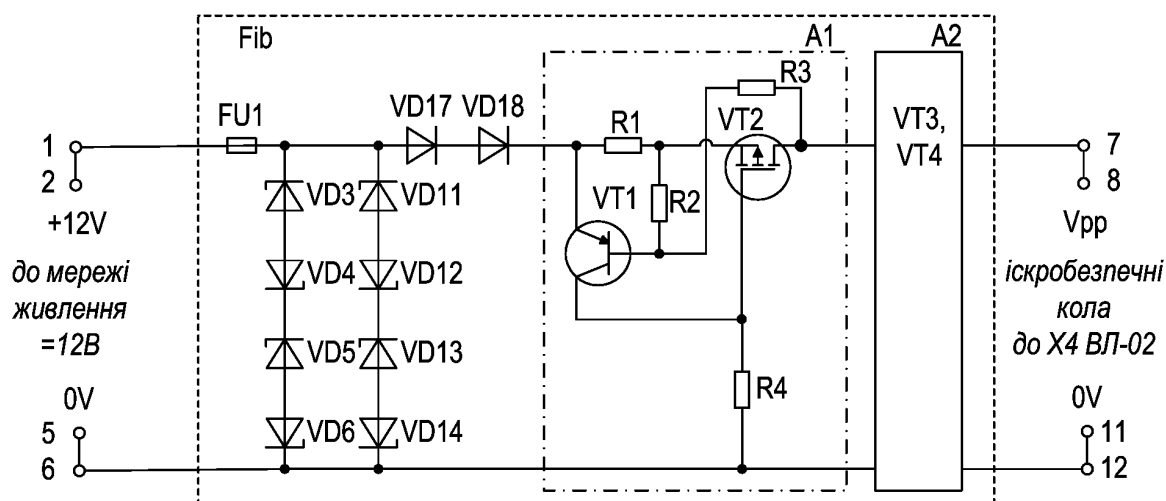 Fib
A1
A2
FU1
VD17
VD18
R1
VT2
R3
VT3,
VT4
1
2
+12V
до мережі
живлення
=12В
0V
5
6
VD3
VD11
VD4
VD12
VD5
VD13
VD6
VD14
VT1
R2
R4
7
8
Vpp
іскробезпечні
кола
до Х4 ВЛ-02
0V
11
12